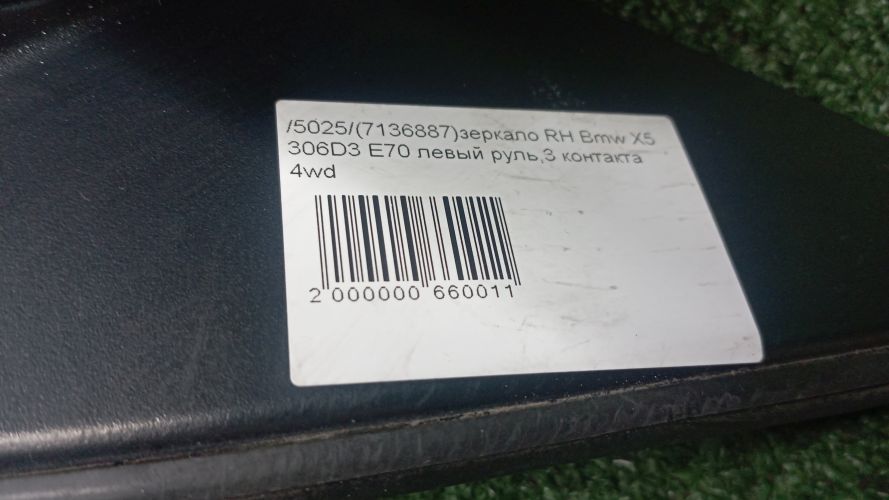 /5025/(7136887)зеркало RH Bmw X5
306D3 E70 левый руль,3 контакта
4wd
2 000000 660011